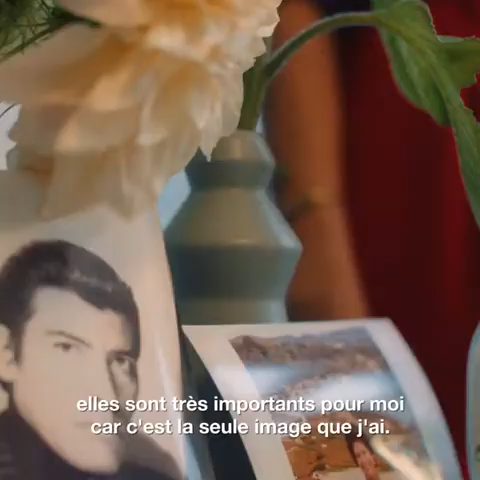 elles sont très importants pour moi
car c'est la seule image que j'ai.